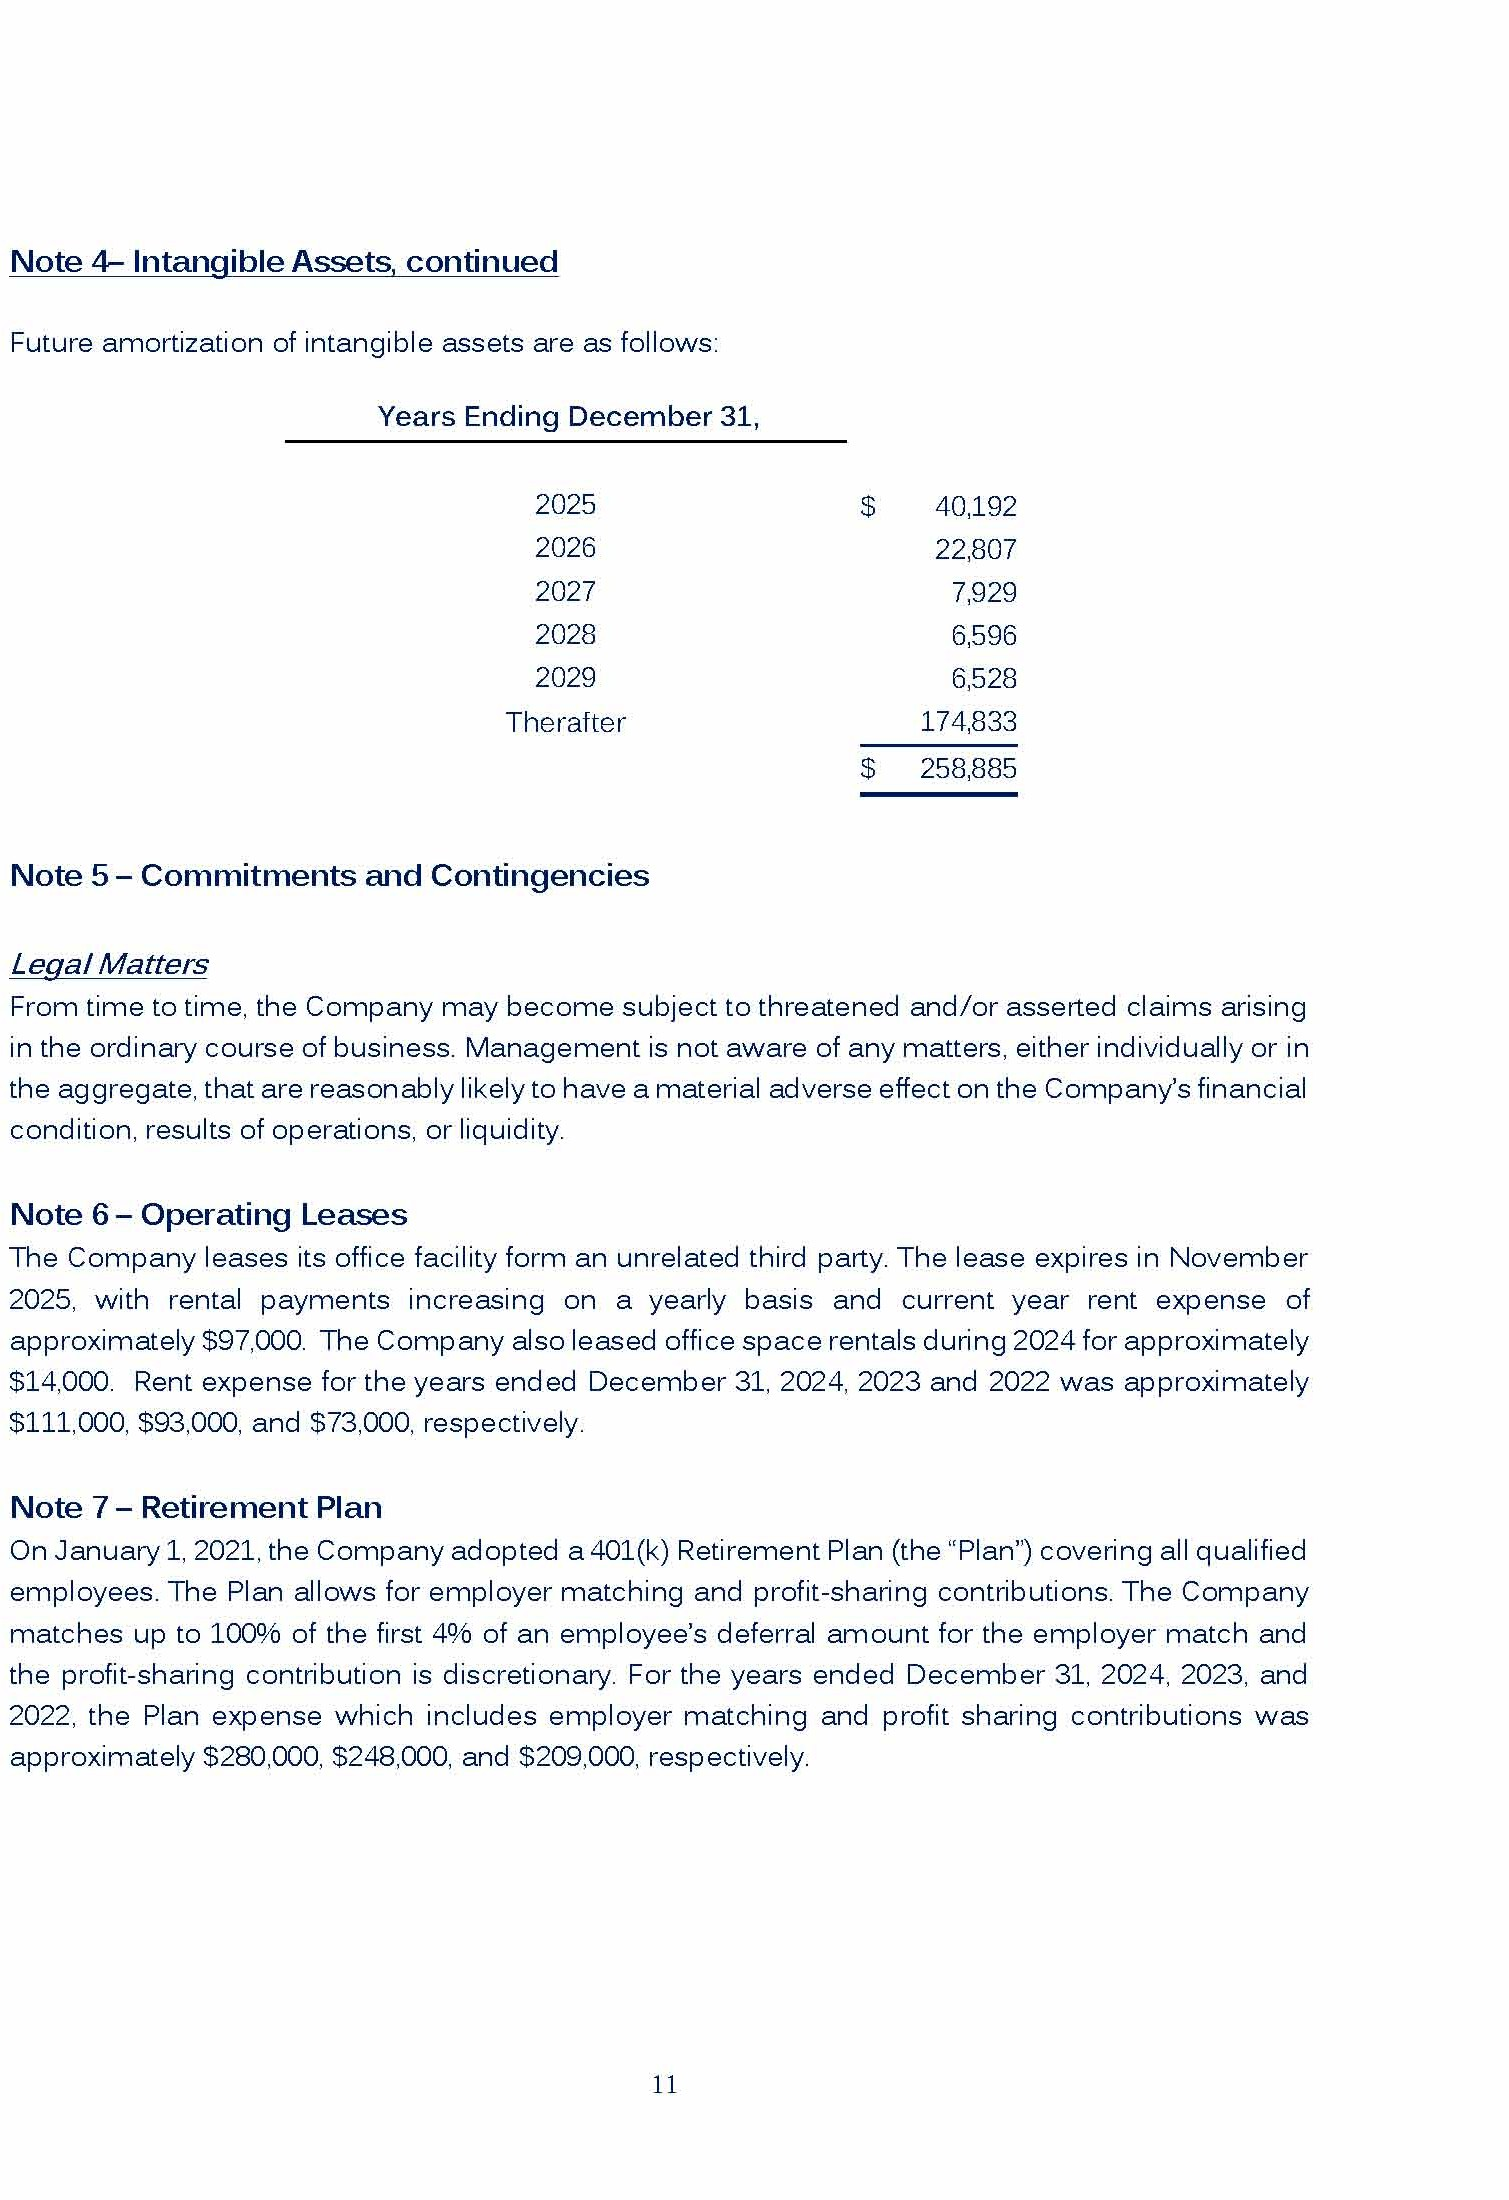 Note 4– Intangible Assets, continued
Future amortization of intangible assets are as follows:
Years Ending December 31,
2025 $ 40,192
2026 22,807
2027 7,929
2028 6,596
2029 6,528
Therafter 174,833
$ 258,885
Note 5 – Commitments and Contingencies
Legal Matters
From time to time, the Company may become subject to threatened and/or asserted claims arising
in the ordinary course of business. Management is not aware of any matters, either individually or in
the aggregate, that are reasonably likely to have a material adverse effect on the Company’s financial
condition, results of operations, or liquidity.
Note 6 – Operating Leases
The Company leases its office facility form an unrelated third party. The lease expires in November
2025, with rental payments increasing on a yearly basis and current year rent expense of
approximately $97,000. The Company also leased office space rentals during 2024 for approximately
$14,000. Rent expense for the years ended December 31, 2024, 2023 and 2022 was approximately
$111,000, $93,000, and $73,000, respectively.
Note 7 – Retirement Plan
On January 1, 2021, the Company adopted a 401(k) Retirement Plan (the “Plan”) covering all qualified
employees. The Plan allows for employer matching and profit-sharing contributions. The Company
matches up to 100% of the first 4% of an employee’s deferral amount for the employer match and
the profit-sharing contribution is discretionary. For the years ended December 31, 2024, 2023, and
2022, the Plan expense which includes employer matching and profit sharing contributions was
approximately $280,000, $248,000, and $209,000, respectively.
11